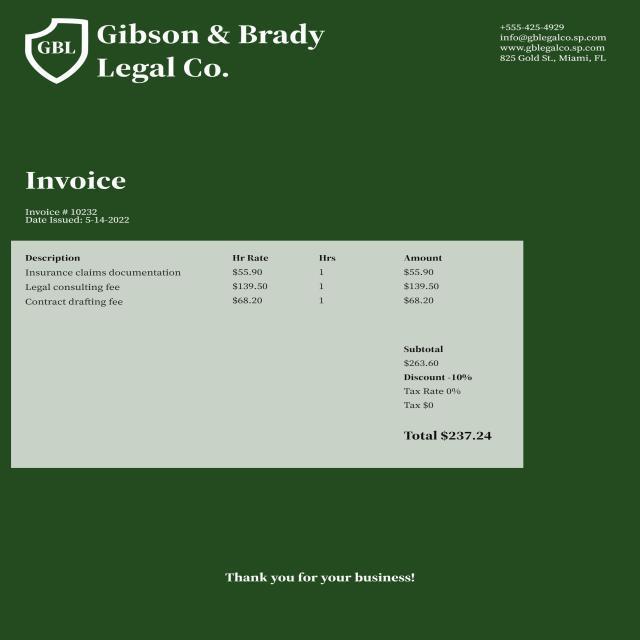 GBL
Gibson & Brady
Legal Co.
+555-425-4929
info@gblegalco.sp.com
www.gblegalco.sp.com
825 Gold St., Miami, FL
Invoice
Invoice # 10232
Date Issued: 5-14-2022
Description Hr Rate Hrs Amount
Insurance claims documentation $55.90 1 $55.90
Legal consulting fee $139.50 1 $139.50
Contract drafting fee $68.20 1 $68.20
Subtotal
$263.60
Discount -10%
Tax Rate 0%
Tax $0
Total $237.24
Thank you for your business!